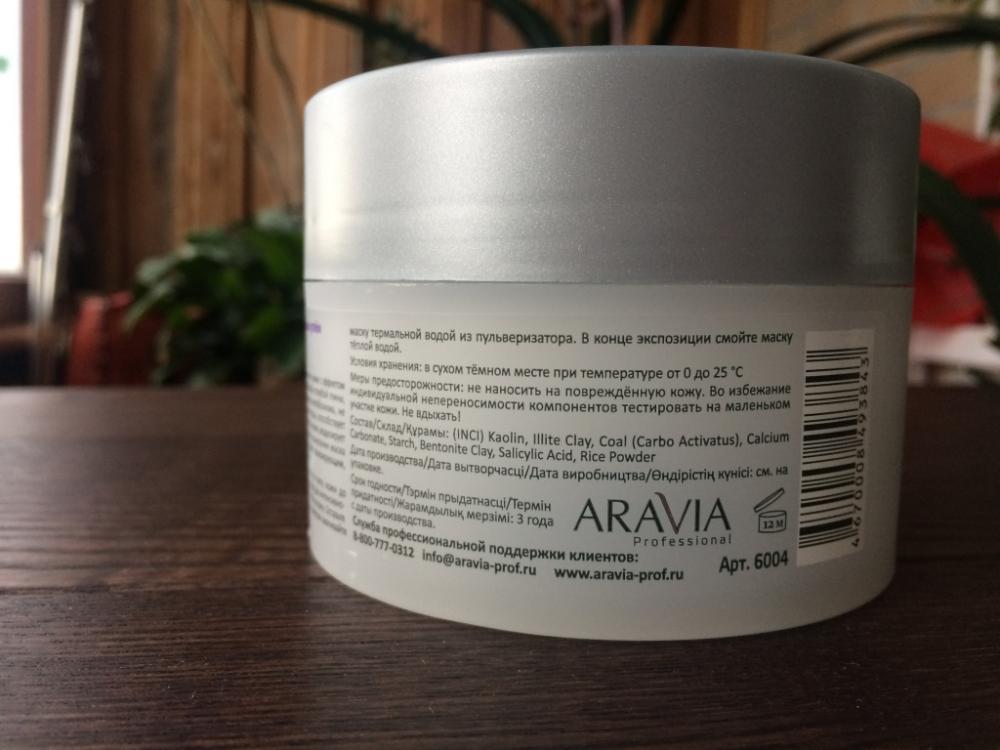 маску термальной водой из пульверизатора. В конце экспозиции смойте маску
тёплой водой.
Условия хранения: в сухом тёмном месте при температуре от 0 до 25 °С
Меры предосторожности: не наносить на повреждённую кожу. Во избежание
индивидуальной непереносимости компонентов тестировать на маленьком
участке кожи. Не вдыхать!
Состав/Склад/Құрамы: (INCI) Kaolin, Illite Clay, Coal (Carbo Activatus), Calcium
Carbonate, Starch, Bentonite Clay, Salicylic Acid, Rice Powder
Дата производства/Дата вытворчасці/Дата виробництва/Өндірістің күнісі: см. на
упаковке.
Срок годности/Тэрмін прыдатнасці/Термін
придатності/Жарамдылық мерзімі: 3 года
с даты производства.
ARAVIA
Professional
12 M
Служба профессиональной поддержки клиентов:
8-800-777-0312 info@aravia-prof.ru www.aravia-prof.ru
Арт. 6004
4 670008 493843